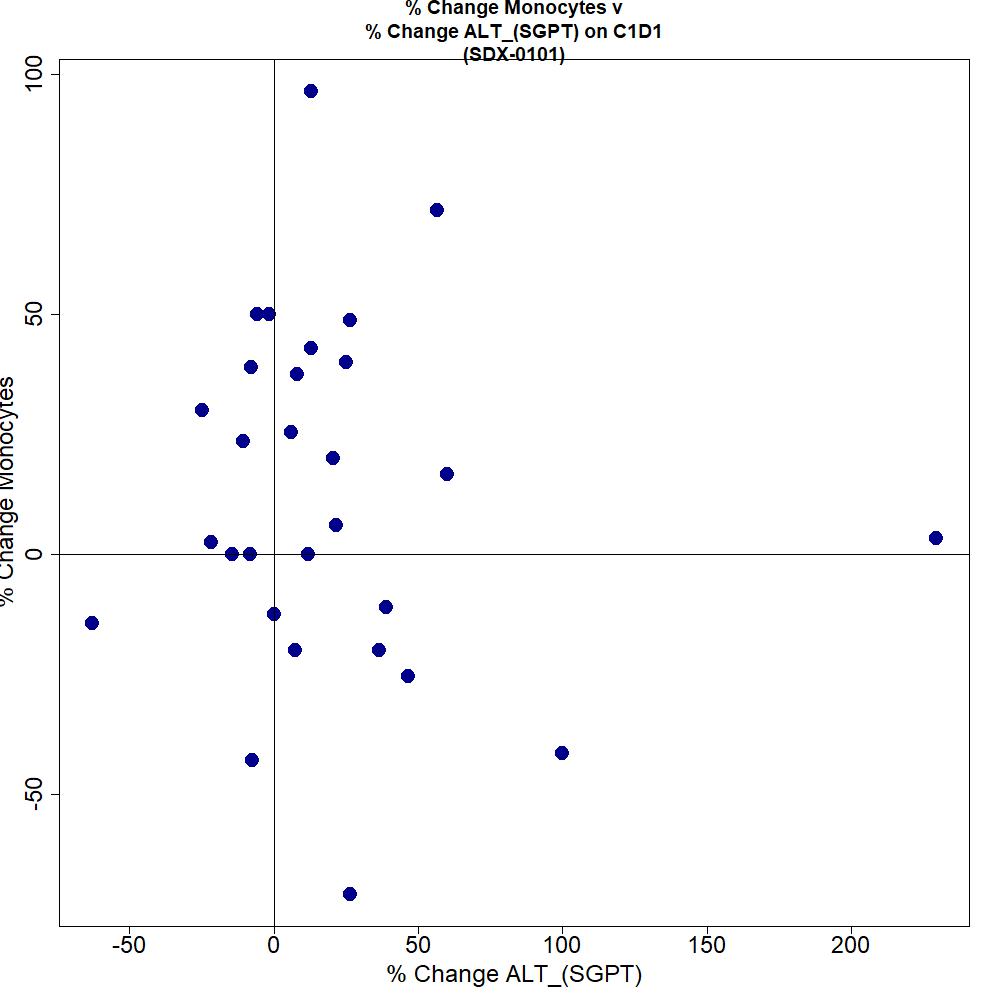 % Change Monocytes v
% Change ALT_(SGPT) on C1D1
(SDX-0101)
% Change Monocytes
100
50
0
-50
-50 0 50 100 150 200
% Change ALT_(SGPT)